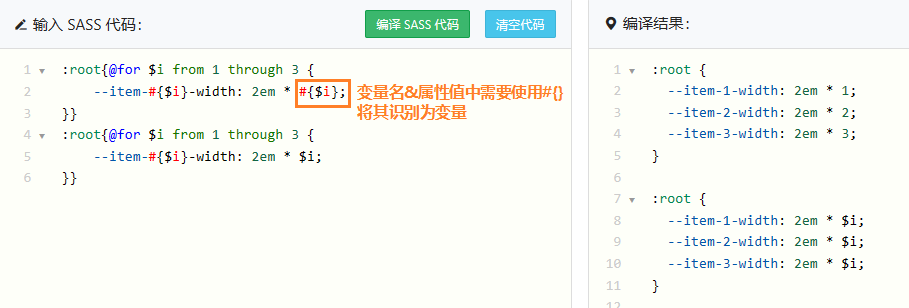 输入 SASS 代码：
编译 SASS 代码
清空代码
1 :root{@for $i from 1 through 3 {
2 --item-#{$i}-width: 2em * #{$i};
3 }}
4 :root{@for $i from 1 through 3 {
5 --item-#{$i}-width: 2em * $i;
6 }}
变量名&属性值中需要使用#{}
将其识别为变量
编译结果：
1 :root {
2 --item-1-width: 2em * 1;
3 --item-2-width: 2em * 2;
4 --item-3-width: 2em * 3;
5 }
6
7 :root {
8 --item-1-width: 2em * $i;
9 --item-2-width: 2em * $i;
10 --item-3-width: 2em * $i;
11 }